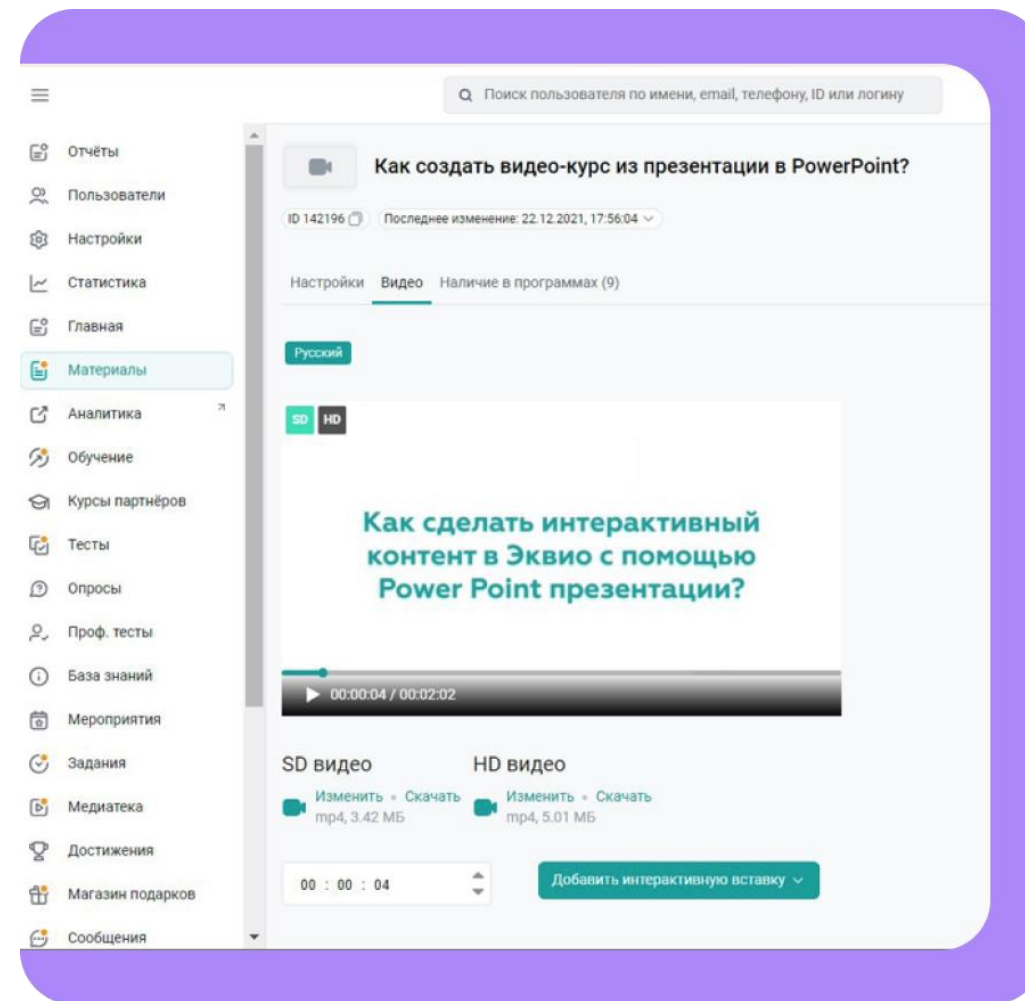 Поиск пользователя по имени, email, телефону, ID или логину
Отчёты
Пользователи
Настройки
Статистика
Главная
Материалы
Аналитика
Обучение
Курсы партнёров
Тесты
Опросы
Проф. тесты
База знаний
Мероприятия
Задания
Медиатека
Достижения
Магазин подарков
Сообщения
Как создать видео-курс из презентации в PowerPoint?
ID 142196 Последнее изменение: 22.12.2021, 17:56:04
Настройки Видео Наличие в программах (9)
Русский
SD HD
Как сделать интерактивный
контент в Эквио с помощью
Power Point презентации?
00:00:04 / 00:02:02
SD видео HD видео
Изменить • Скачать Изменить • Скачать
mp4, 3.42 МБ mp4, 5.01 МБ
00 : 00 : 04 Добавить интерактивную вставку